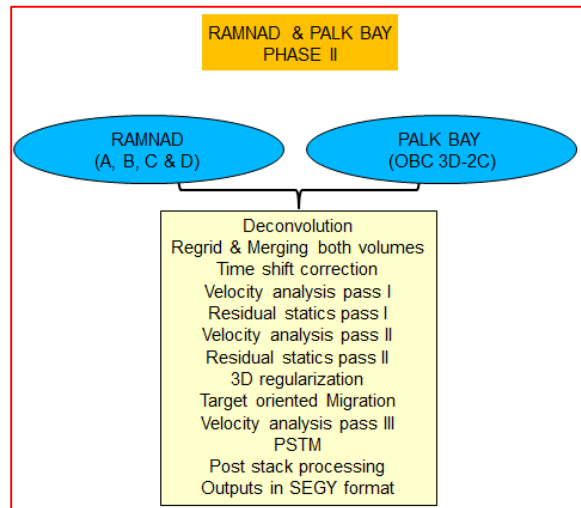 RAMNAD & PALK BAY
PHASE II
RAMNAD
(A, B, C & D)
PALK BAY
(OBC 3D-2C)
Deconvolution
Regrid & Merging both volumes
Time shift correction
Velocity analysis pass I
Residual statics pass I
Velocity analysis pass II
Residual statics pass II
3D regularization
Target oriented Migration
Velocity analysis pass III
PSTM
Post stack processing
Outputs in SEGY format